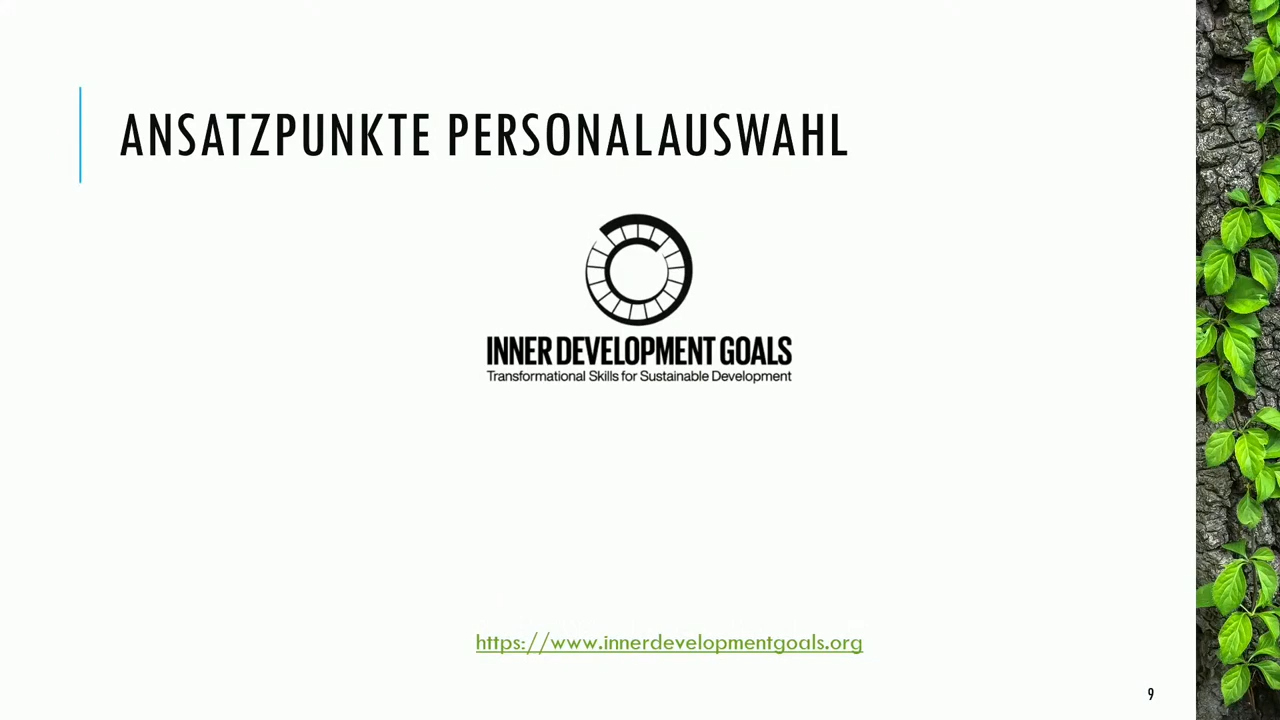 ANSATZPUNKTE PERSONALAUSWAHL
INNER DEVELOPMENT GOALS
Transformational Skills for Sustainable Development
https://www.innerdevelopmentgoals.org
9